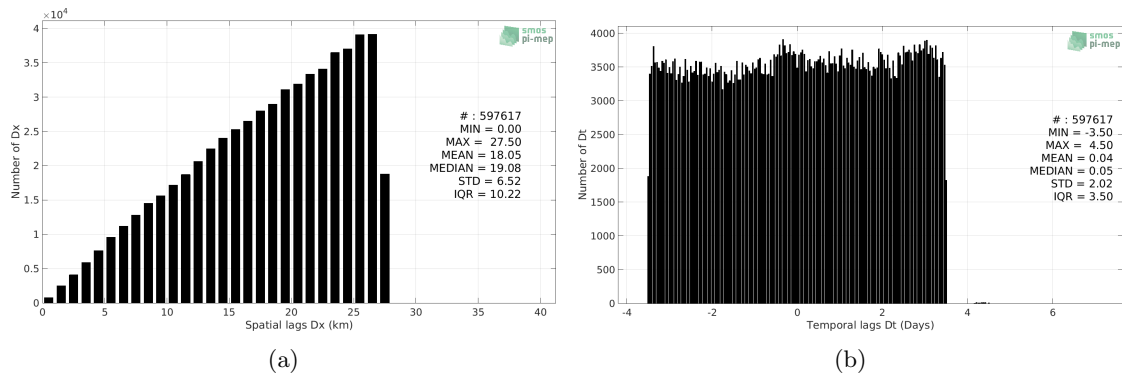 ×10⁴
4
3.5
3
2.5
2
1.5
1
0.5
0
Number of Dx
0 5 10 15 20 25 30 35 40
Spatial lags Dx (km)
smos
pi-mep
# : 597617
MIN = 0.00
MAX = 27.50
MEAN = 18.05
MEDIAN = 19.08
STD = 6.52
IQR = 10.22
(a)
4000
3500
3000
2500
2000
1500
1000
500
0
Number of Dt
-4 -2 0 2 4 6
Temporal lags Dt (Days)
smos
pi-mep
# : 597617
MIN = -3.50
MAX = 4.50
MEAN = 0.04
MEDIAN = 0.05
STD = 2.02
IQR = 3.50
(b)